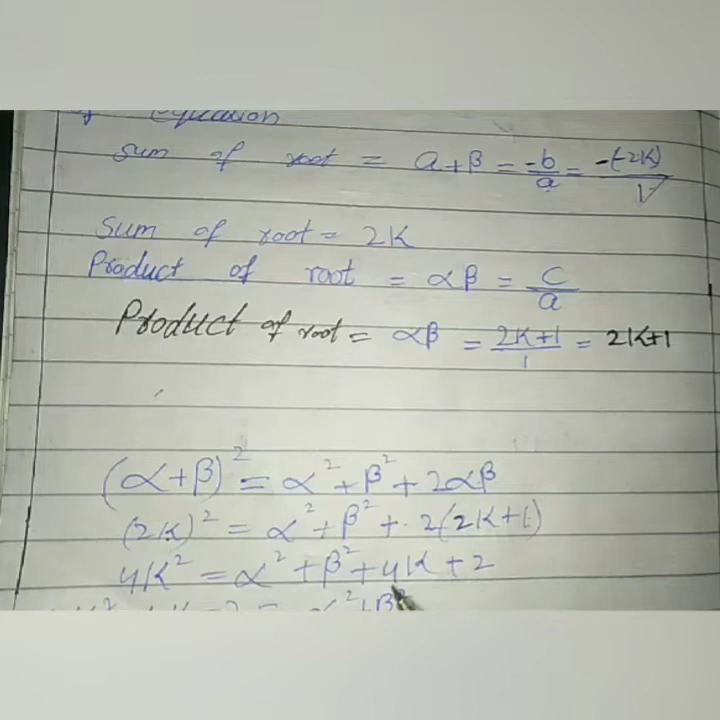 of Equation
Sum of root = α+β = -b/a = -(-2K)/1
Sum of root = 2K
Product of root = αβ = C/a
Product of root = αβ = 2K+1/1 = 2K+1
(α+β)² = α²+β²+2αβ
(2K)² = α²+β²+2(2K+1)
4K² = α²+β²+4K+2